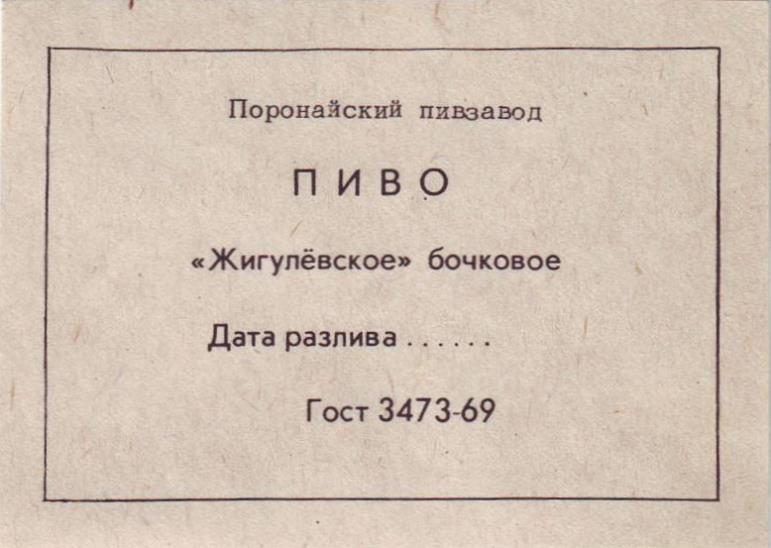 Поронайский пивзавод
ПИВО
«Жигулёвское» бочковое
Дата разлива ......
Гост 3473-69